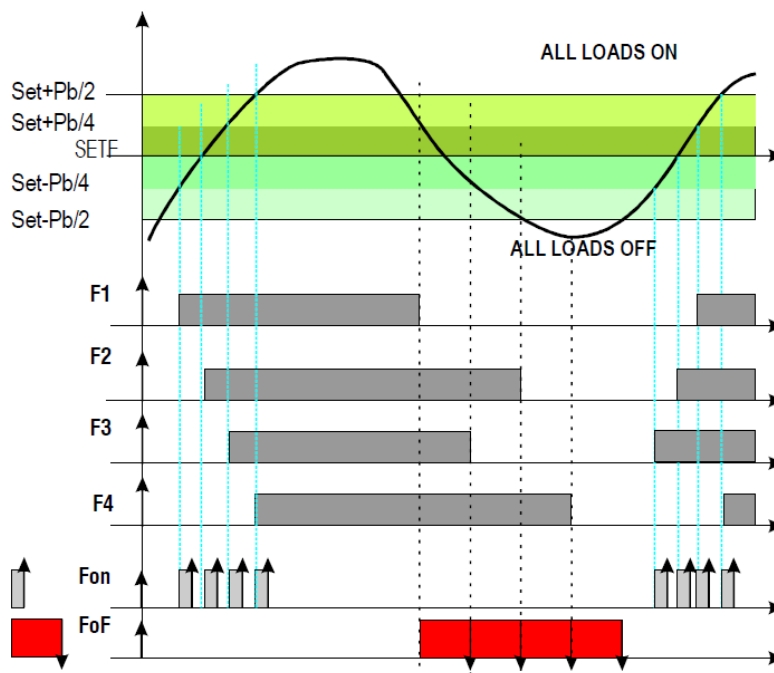 ALL LOADS ON
Set+Pb/2
Set+Pb/4
SETF
Set-Pb/4
Set-Pb/2
ALL LOADS OFF
F1
F2
F3
F4
Fon
FoF